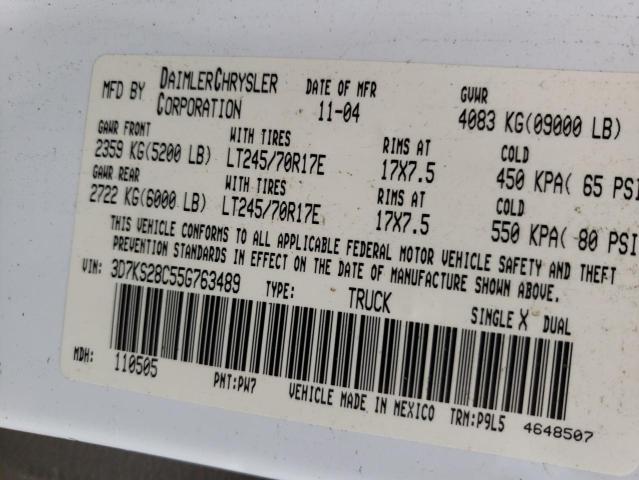 MFD BY DAIMLERCHRYSLER CORPORATION DATE OF MFR 11-04 GVWR 4083 KG(09000 LB)
GAWR FRONT WITH TIRES RIMS AT COLD
2359 KG(5200 LB) LT245/70R17E 17X7.5 450 KPA( 65 PSI
GAWR REAR WITH TIRES RIMS AT COLD
2722 KG(6000 LB) LT245/70R17E 17X7.5 550 KPA( 80 PSI
THIS VEHICLE CONFORMS TO ALL APPLICABLE FEDERAL MOTOR VEHICLE SAFETY AND THEFT
PREVENTION STANDARDS IN EFFECT ON THE DATE OF MANUFACTURE SHOWN ABOVE.
VIN: 3D7KS28C55G763489 TYPE: TRUCK SINGLE X DUAL
MDH: 110505 PNT:PW7 VEHICLE MADE IN MEXICO TRM:P9L5 4648507